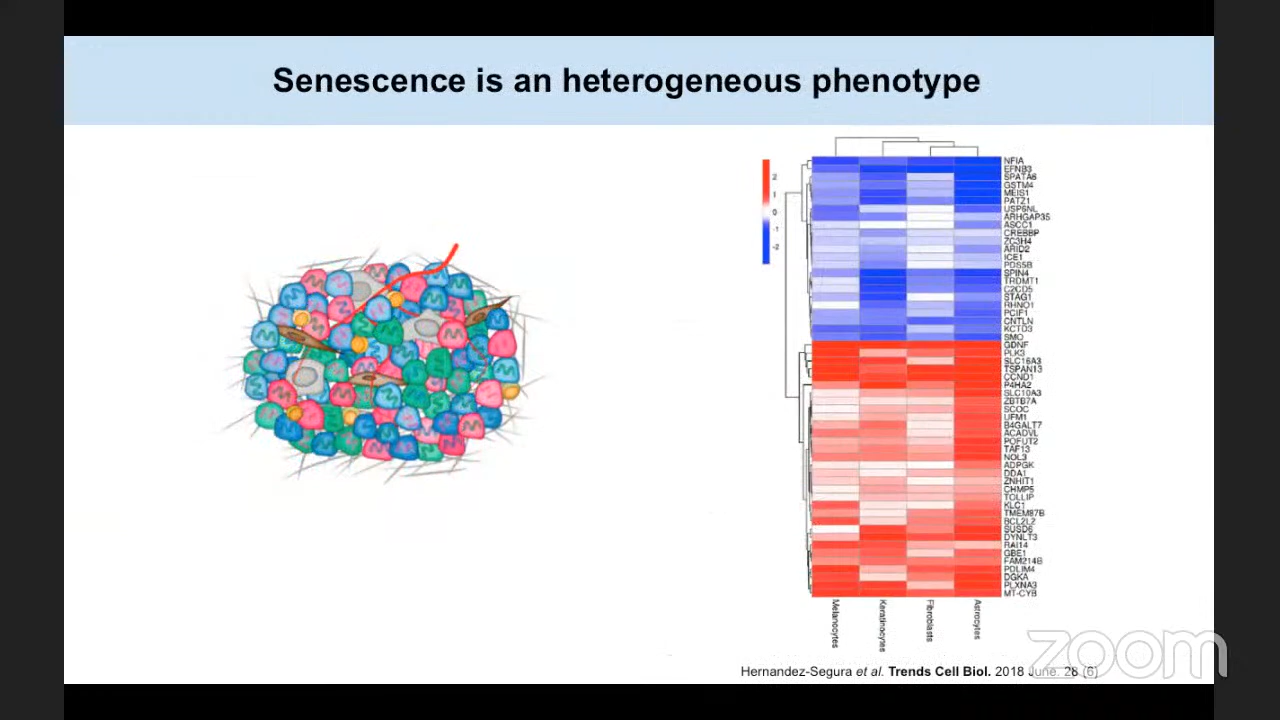 Senescence is an heterogeneous phenotype
2
1
0
-1
-2
NFIA
EFNB3
SPATA6
GSTM4
MEIS1
PATZ1
USP6NL
ARHGAP35
ASCC1
CREBBP
ZC3H4
ARID2
ICE1
PDS5B
SPIN4
TRDMT1
C2CD5
STAG1
RHNO1
PCIF1
CNTLN
KCTD3
SMO
GDNF
PLK3
SLC16A3
TSPAN13
CCND1
P4HA2
SLC10A3
ZBTB7A
SCOC
UFM1
B4GALT7
ACADVL
POFUT2
TAF13
NOL3
ADPGK
DDA1
ZNHIT1
CHMP5
TOLLIP
KLC1
TMEM87B
BCL2L2
SUSD6
DYNLT3
RAI14
GBE1
FAM214B
PDLIM4
DGKA
PLXNA3
MT-CYB
Melanocytes
Keratinocytes
Fibroblasts
Astrocytes
zoom
Hernandez-Segura et al. Trends Cell Biol. 2018 June. 28 (6)